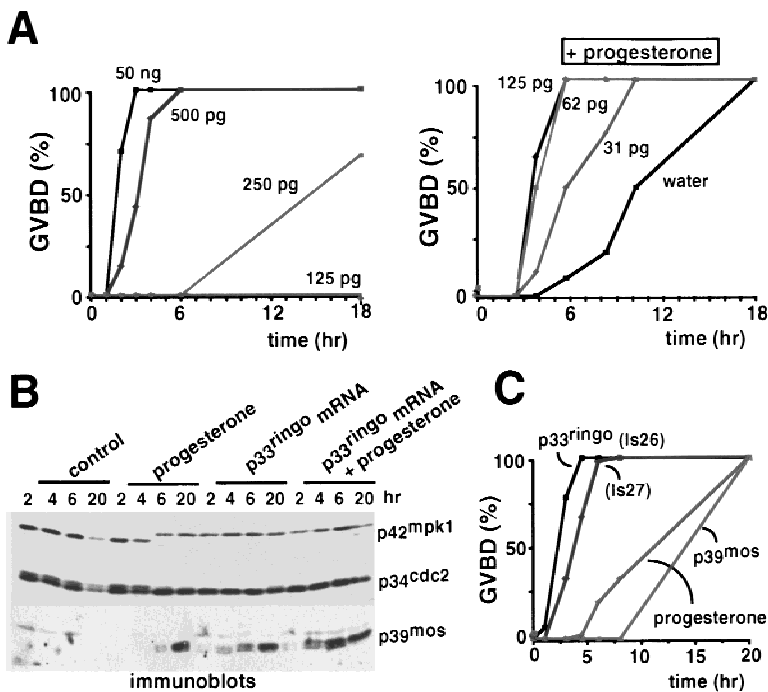 A
+ progesterone
50 ng
500 pg
250 pg
125 pg
GVBD (%)
100
50
0
0 6 12 18
time (hr)
125 pg
62 pg
31 pg
water
GVBD (%)
100
50
0
0 6 12 18
time (hr)
B
control
progesterone
p33ringo mRNA
p33ringo mRNA
+ progesterone
2 4 6 20 2 4 6 20 2 4 6 20 2 4 6 20 hr
p42mpk1
p34cdc2
p39mos
immunoblots
C
p33ringo (ls26)
(ls27)
p39mos
progesterone
GVBD (%)
100
50
0
0 5 10 15 20
time (hr)